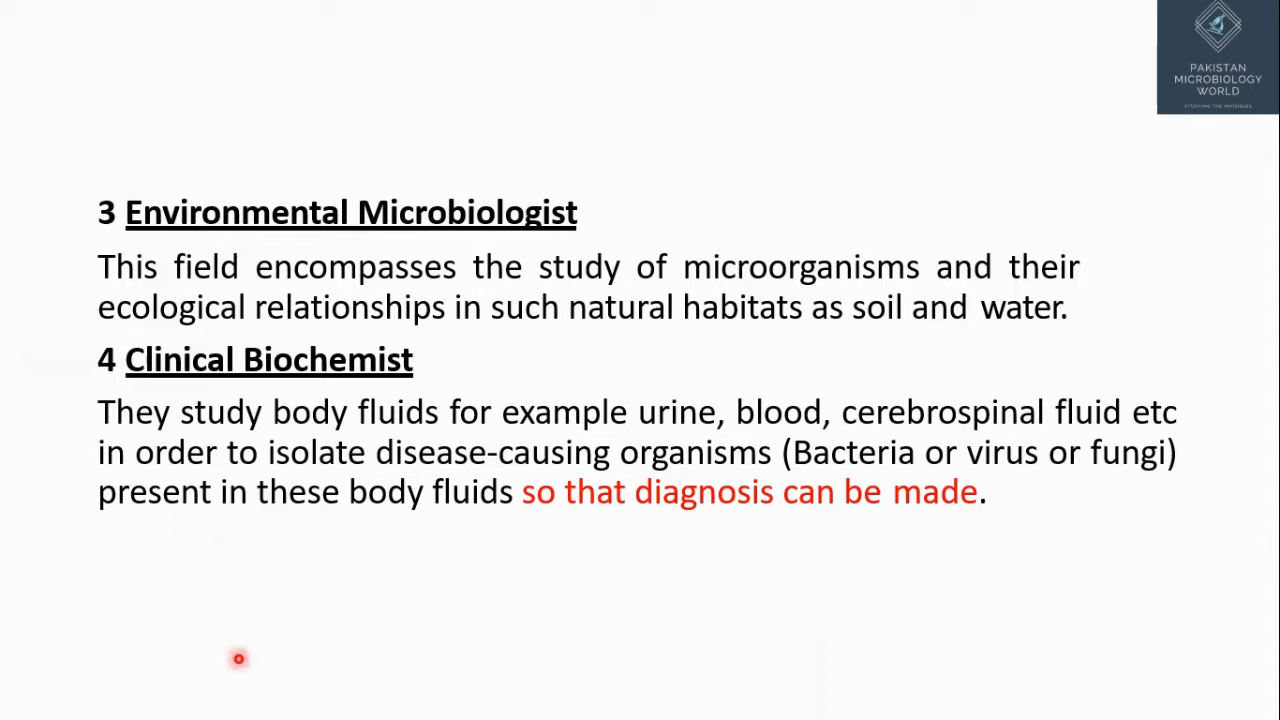 PAKISTAN
MICROBIOLOGY
WORLD
STUDYING THE INVISIBLES
3 Environmental Microbiologist
This field encompasses the study of microorganisms and their
ecological relationships in such natural habitats as soil and water.
4 Clinical Biochemist
They study body fluids for example urine, blood, cerebrospinal fluid etc
in order to isolate disease-causing organisms (Bacteria or virus or fungi)
present in these body fluids so that diagnosis can be made.